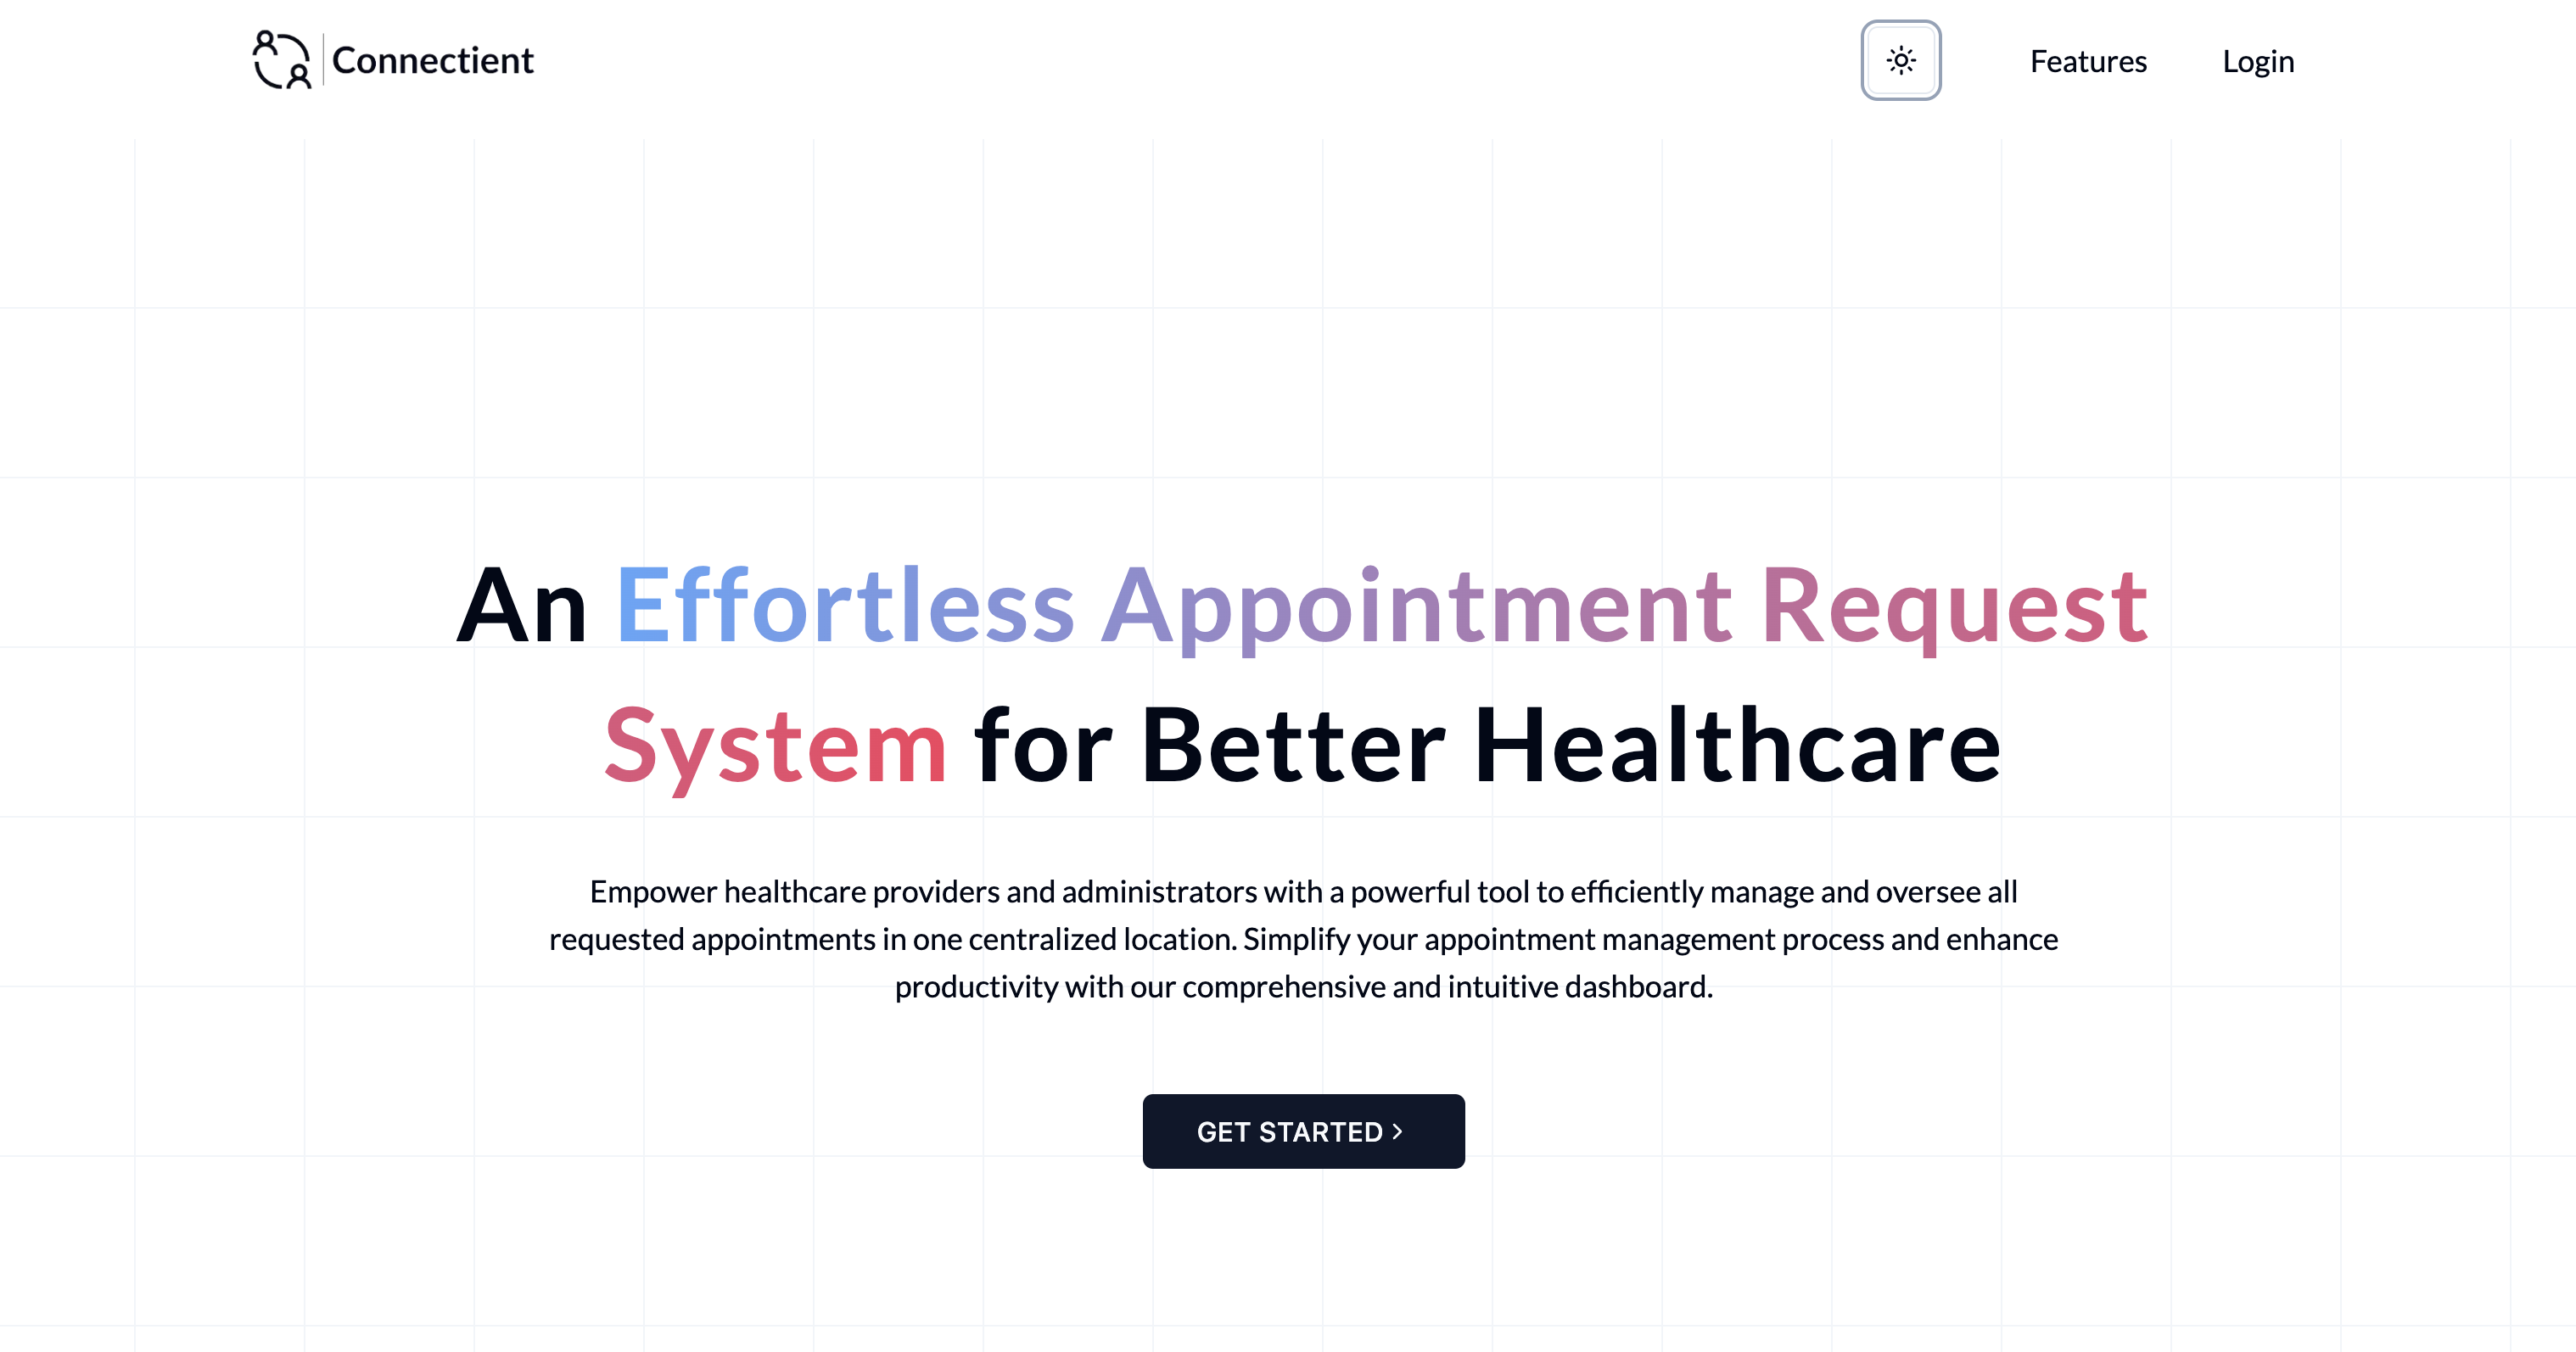 Connectient
Features
Login
An Effortless Appointment Request
System for Better Healthcare
Empower healthcare providers and administrators with a powerful tool to efficiently manage and oversee all
requested appointments in one centralized location. Simplify your appointment management process and enhance
productivity with our comprehensive and intuitive dashboard.
GET STARTED >